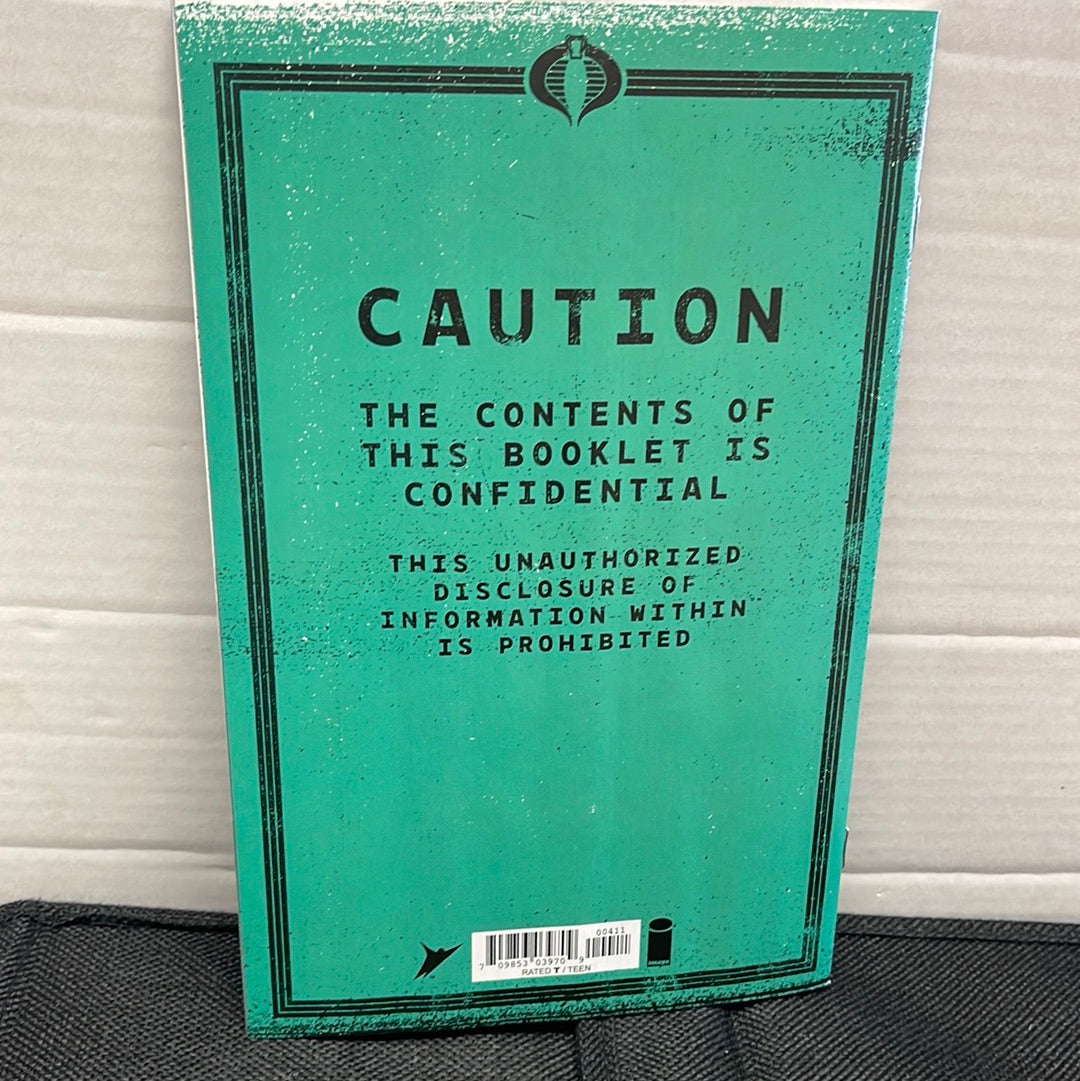 CAUTION
THE CONTENTS OF
THIS BOOKLET IS
CONFIDENTIAL
THIS UNAUTHORIZED
DISCLOSURE OF
INFORMATION WITHIN
IS PROHIBITED
00411
7 09853 03970 9
RATED T / TEEN
image